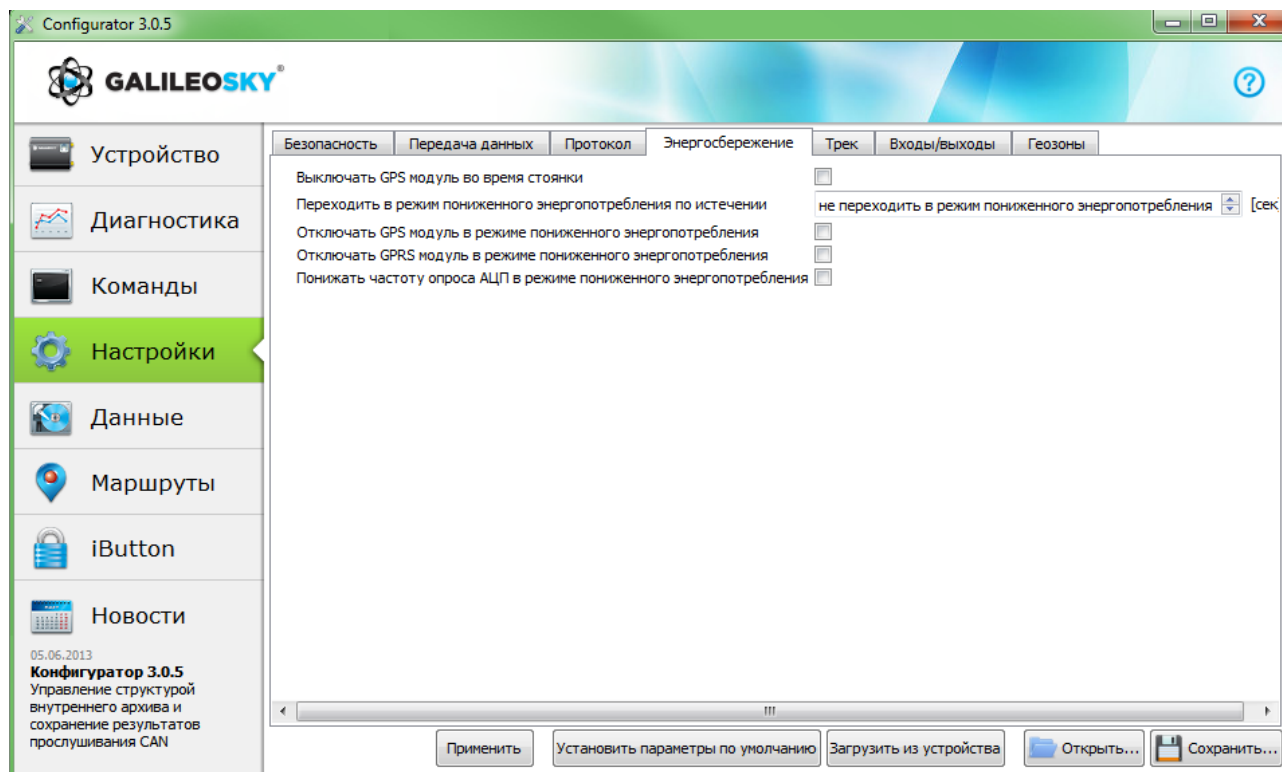 Configurator 3.0.5
GALILEOSKY®
?
Устройство
Диагностика
Команды
Настройки
Данные
Маршруты
iButton
Новости
05.06.2013
Конфигуратор 3.0.5
Управление структурой
внутреннего архива и
сохранение результатов
прослушивания CAN
Безопасность Передача данных Протокол Энергосбережение Трек Входы/выходы Геозоны
Выключать GPS модуль во время стоянки
Переходить в режим пониженного энергопотребления по истечении не переходить в режим пониженного энергопотребления [сек
Отключать GPS модуль в режиме пониженного энергопотребления
Отключать GPRS модуль в режиме пониженного энергопотребления
Понижать частоту опроса АЦП в режиме пониженного энергопотребления
Применить Установить параметры по умолчанию Загрузить из устройства Открыть... Сохранить...